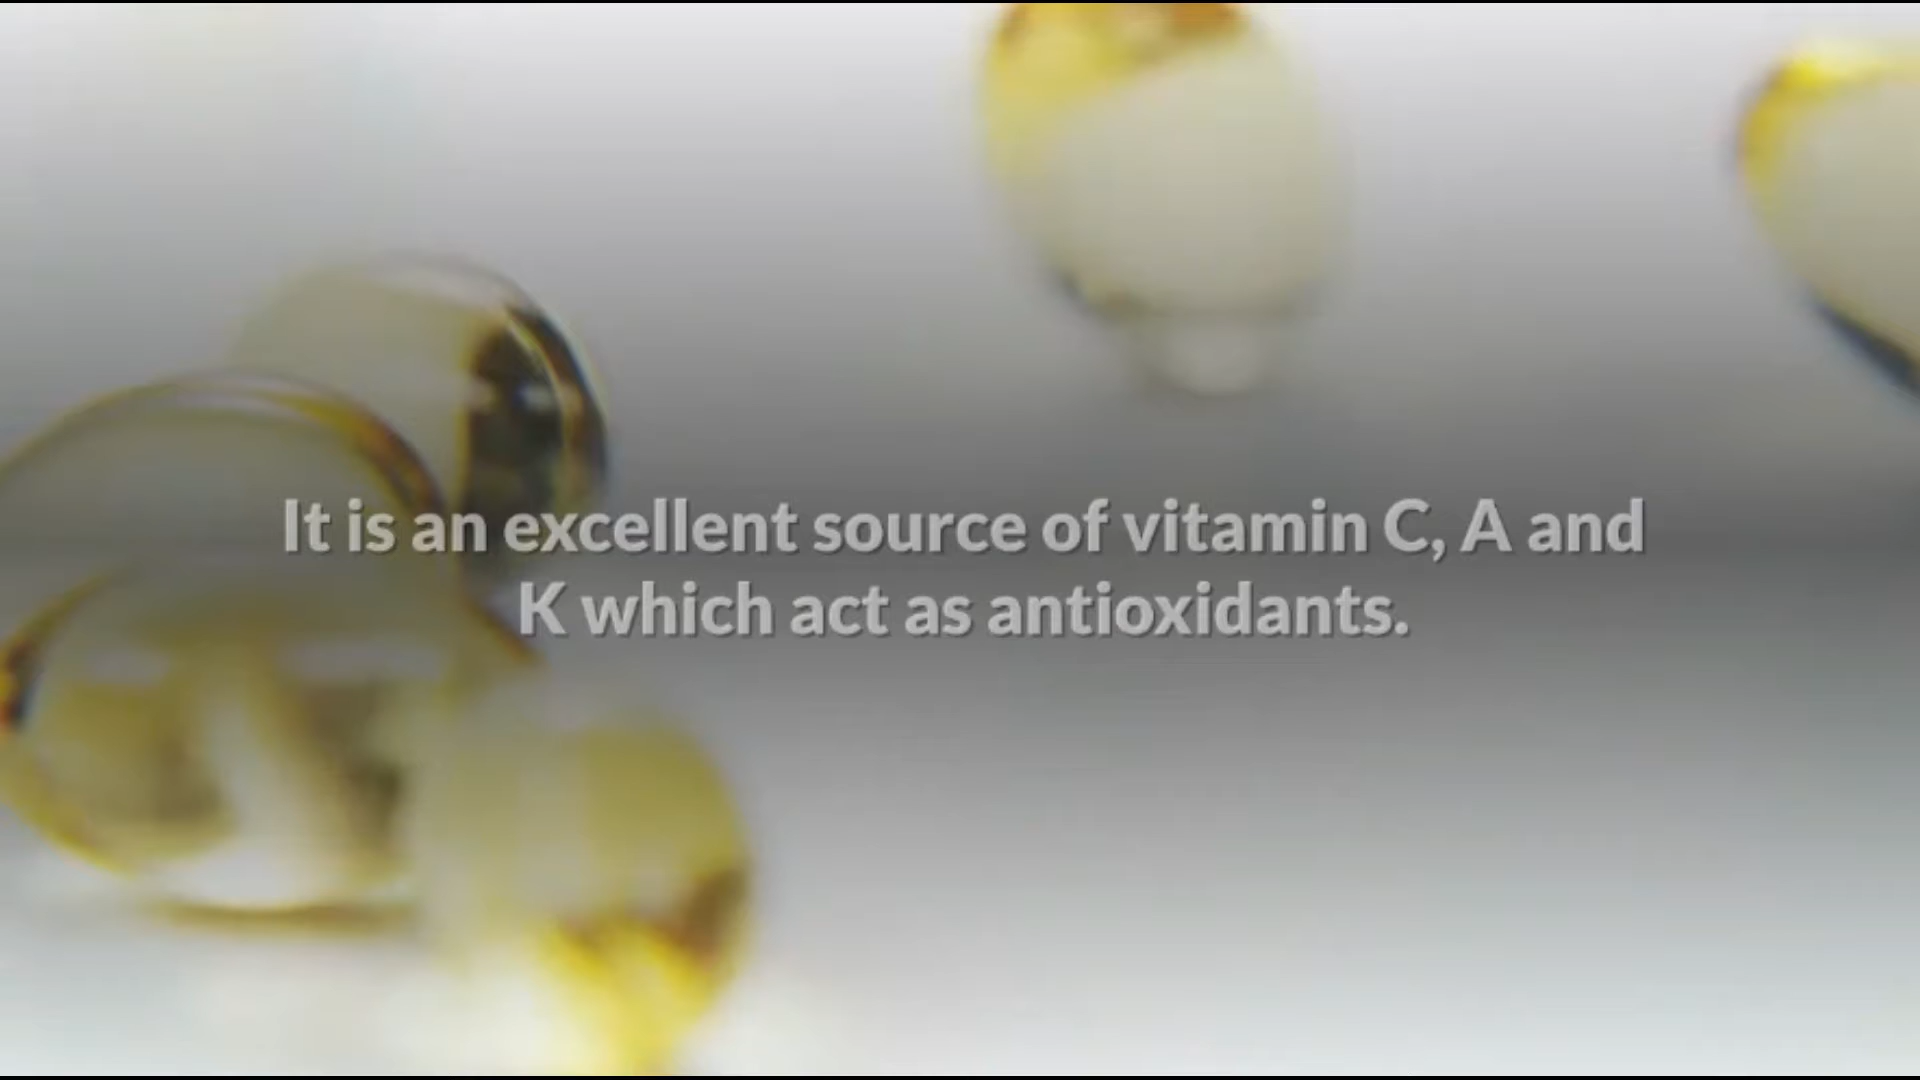 It is an excellent source of vitamin C, A and
K which act as antioxidants.